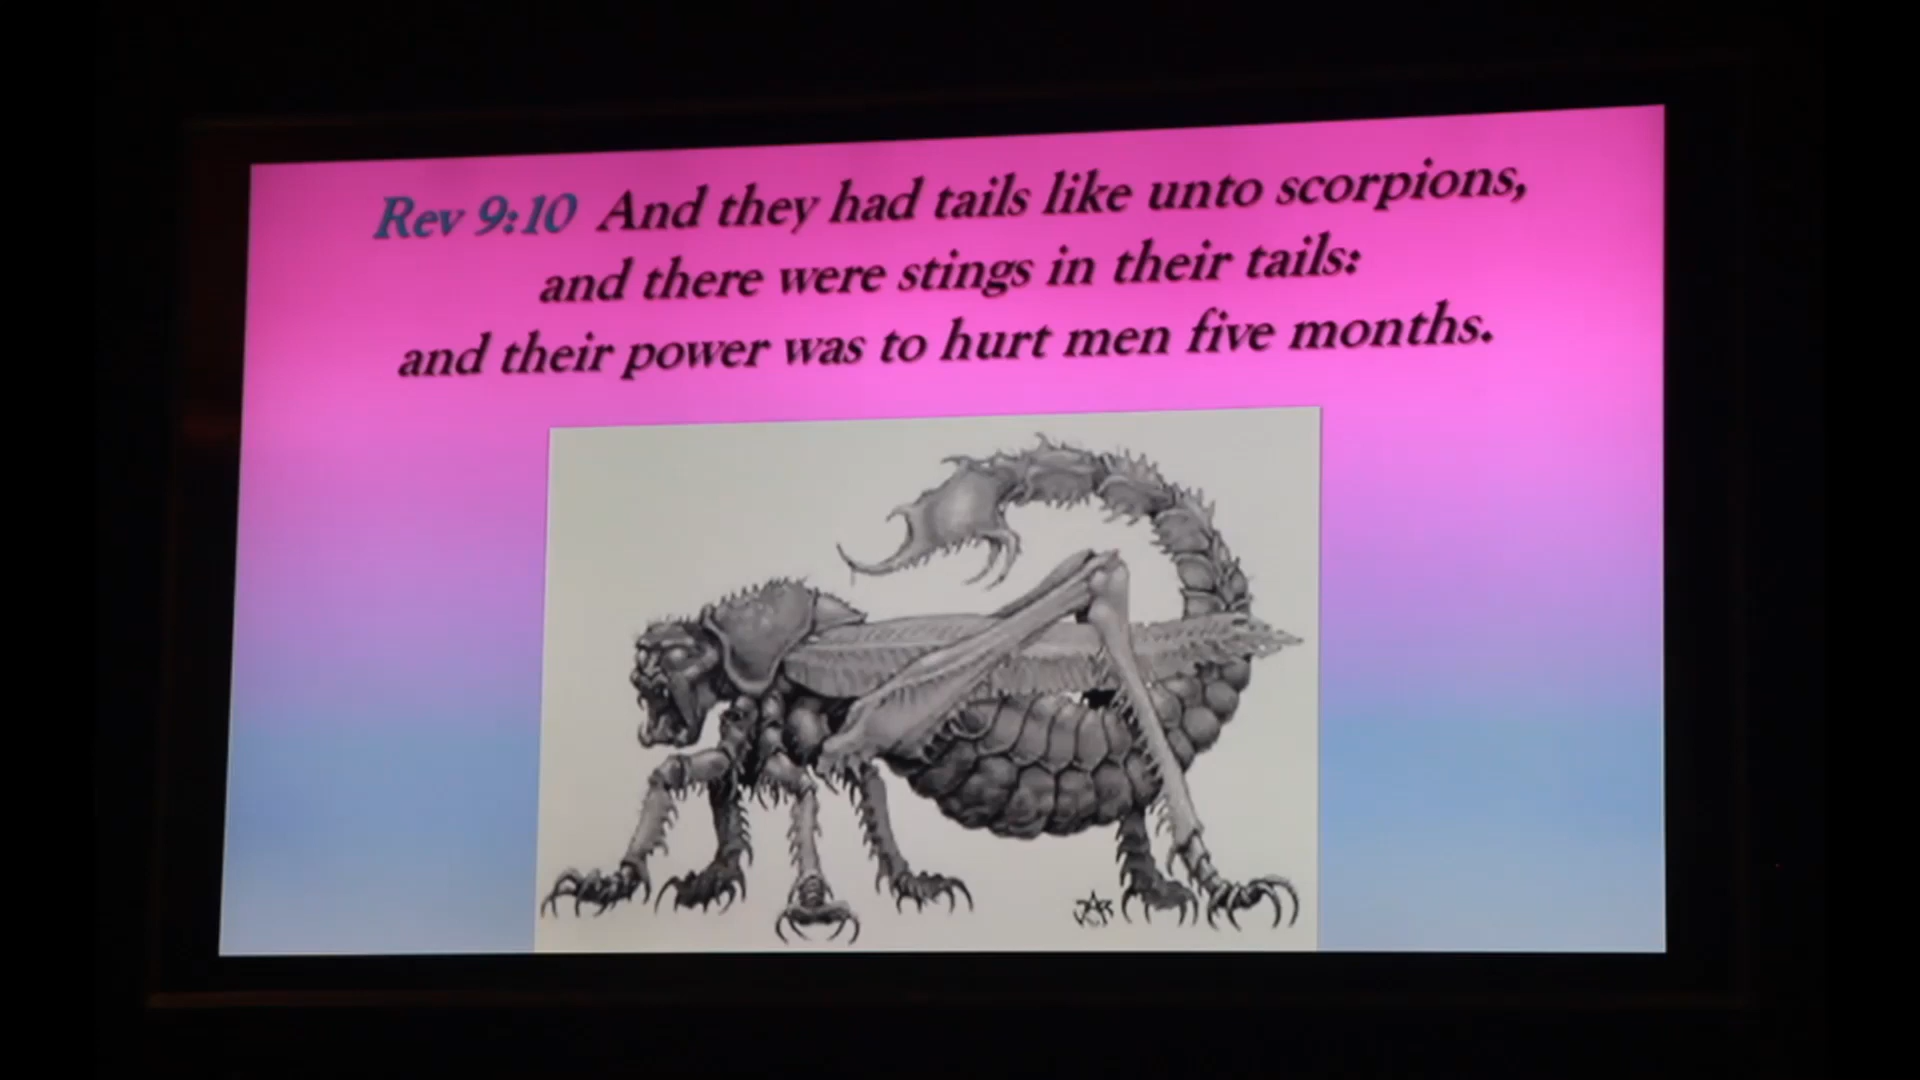 Rev 9:10 And they had tails like unto scorpions,
and there were stings in their tails:
and their power was to hurt men five months.